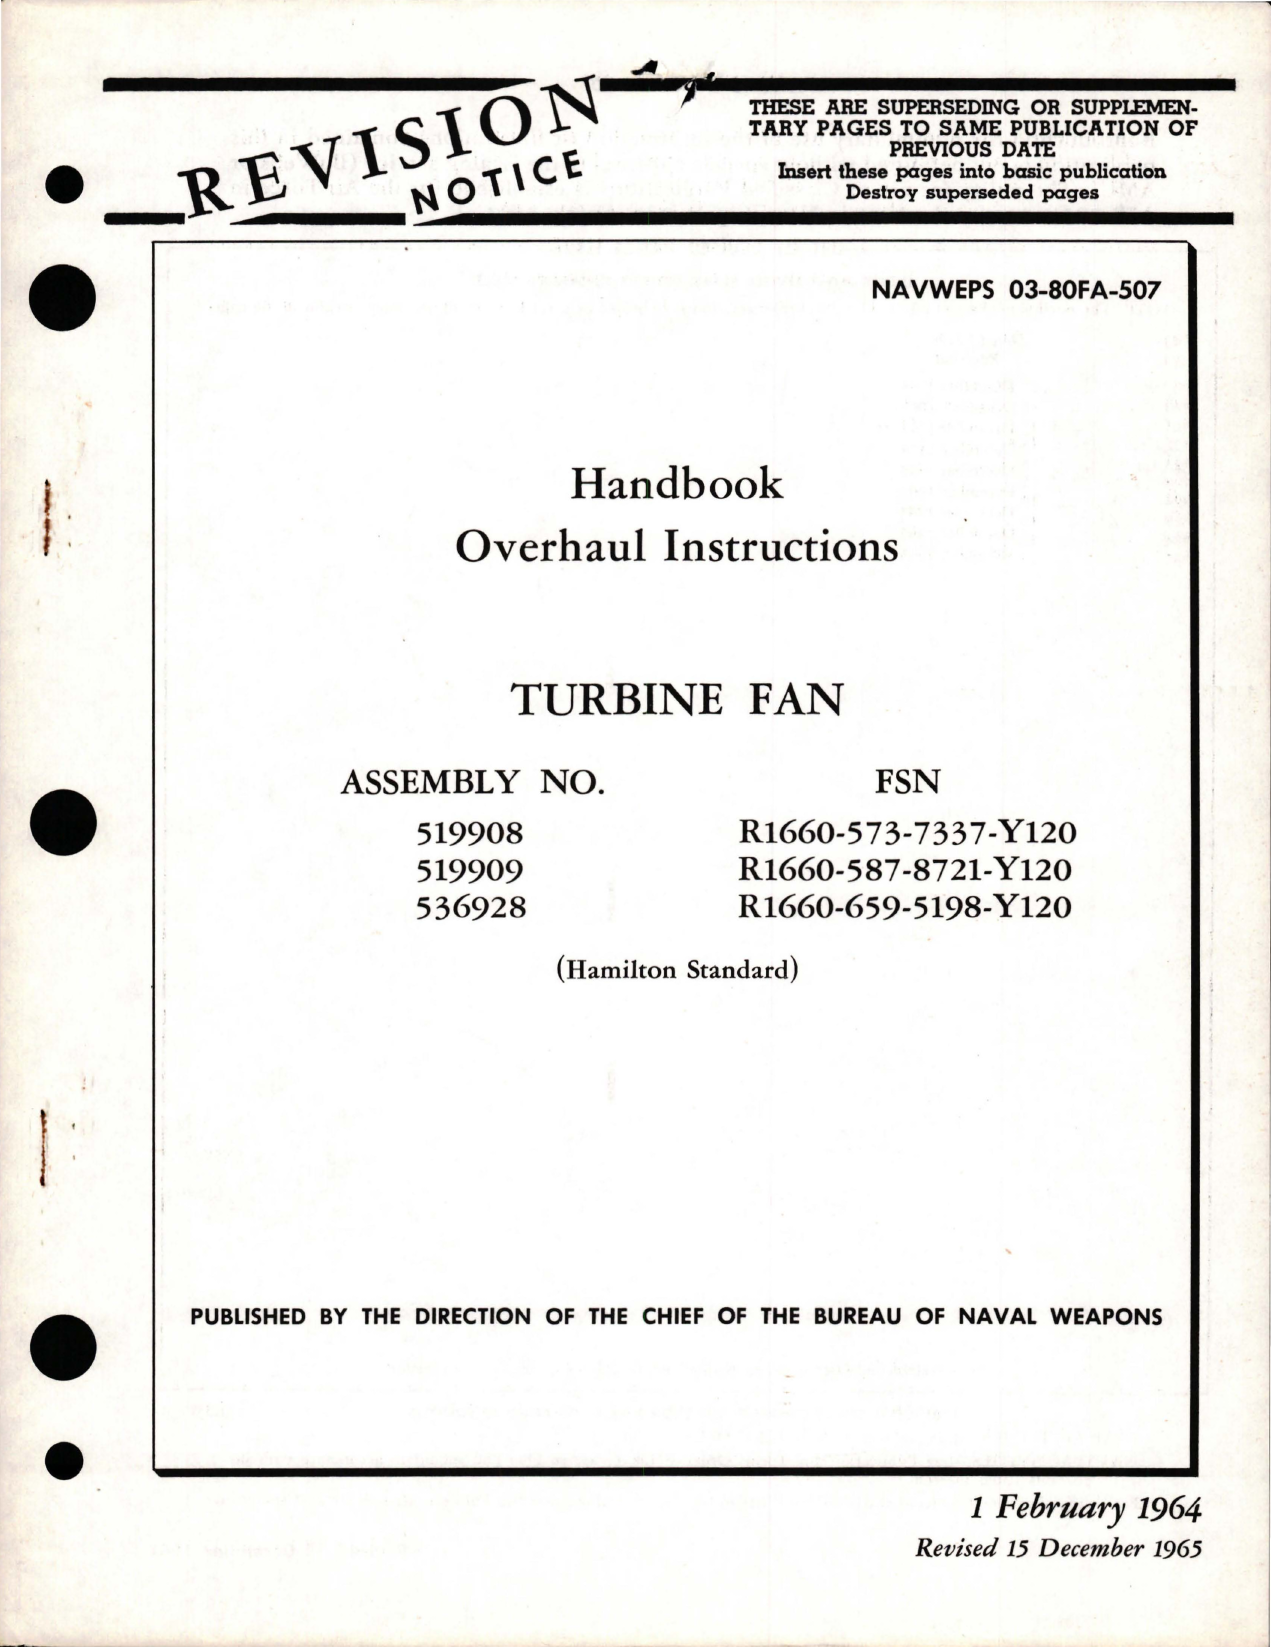 REVISION
NOTICE
THESE ARE SUPERSEDING OR SUPPLEMEN-
TARY PAGES TO SAME PUBLICATION OF
PREVIOUS DATE
Insert these pages into basic publication
Destroy superseded pages
NAVWEPS 03-80FA-507
Handbook
Overhaul Instructions
TURBINE FAN
ASSEMBLY NO. FSN
519908 R1660-573-7337-Y120
519909 R1660-587-8721-Y120
536928 R1660-659-5198-Y120
(Hamilton Standard)
PUBLISHED BY THE DIRECTION OF THE CHIEF OF THE BUREAU OF NAVAL WEAPONS
1 February 1964
Revised 15 December 1965